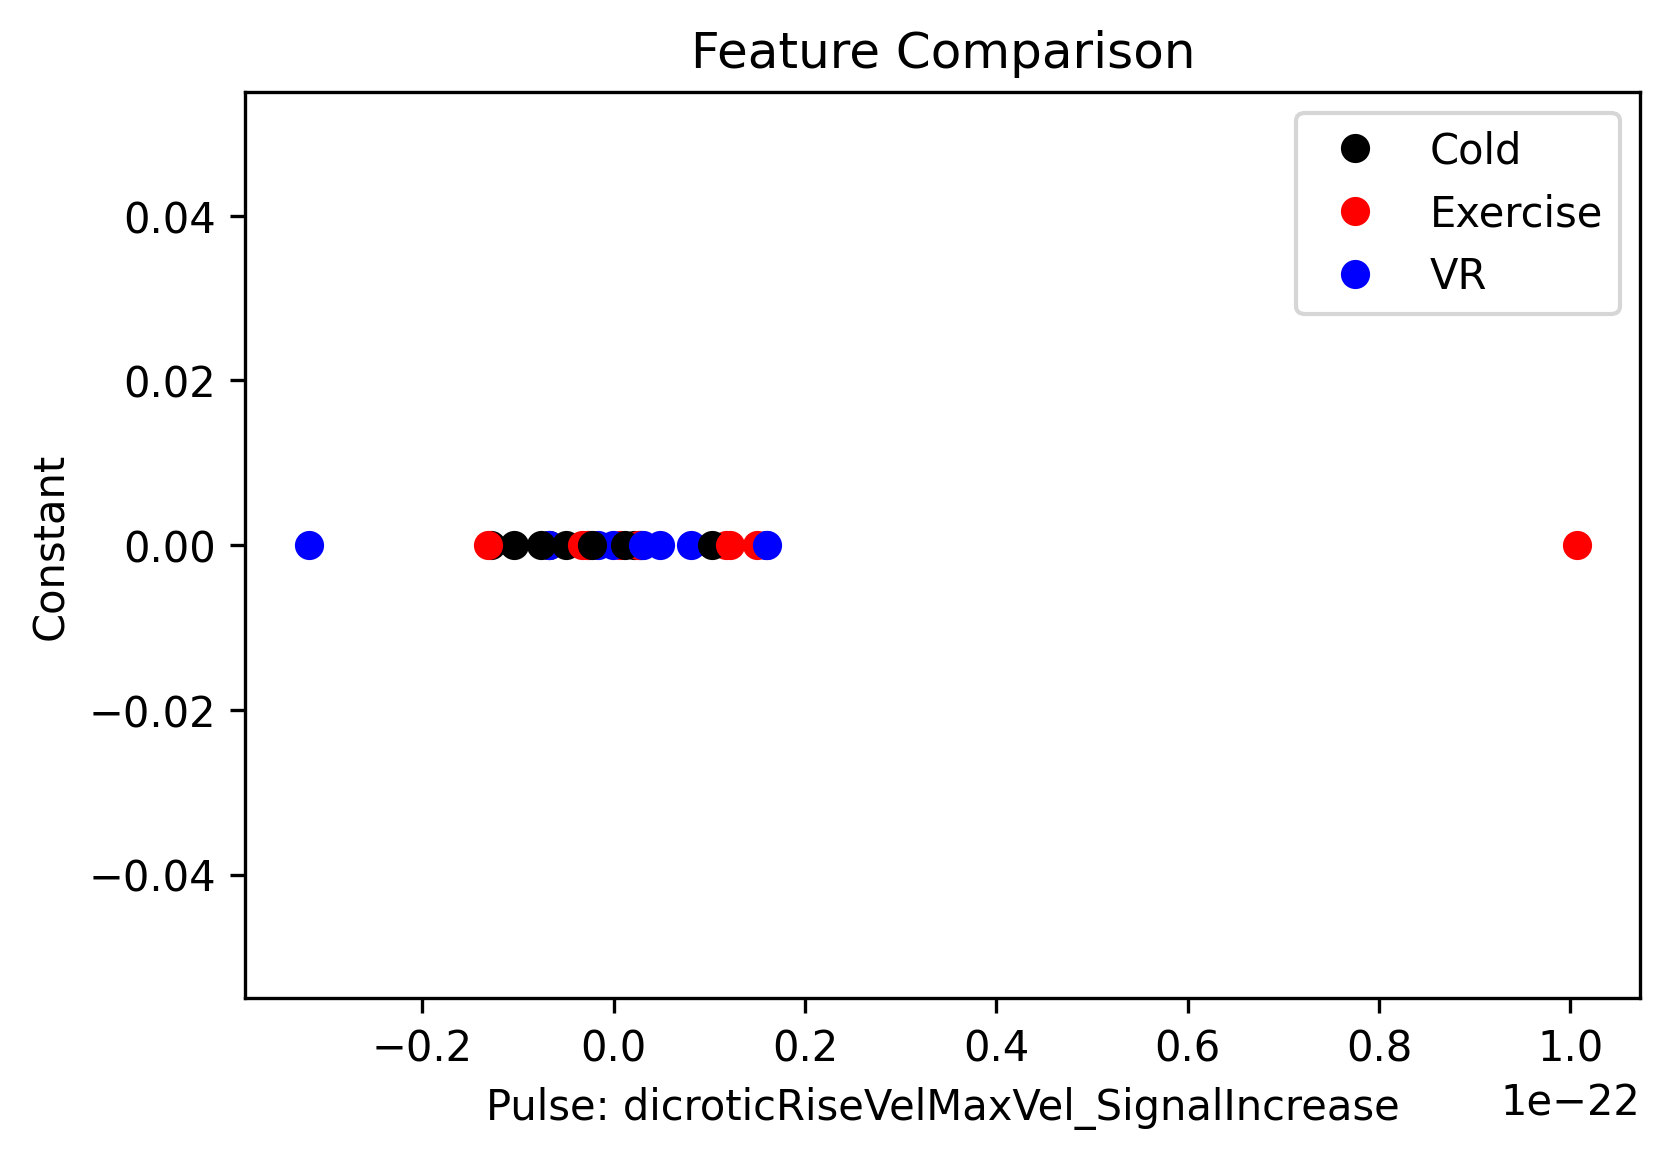 Feature Comparison
Cold
Exercise
VR
0.04
0.02
0.00
−0.02
−0.04
Constant
−0.2 0.0 0.2 0.4 0.6 0.8 1.0
1e−22
Pulse: dicroticRiseVelMaxVel_SignalIncrease